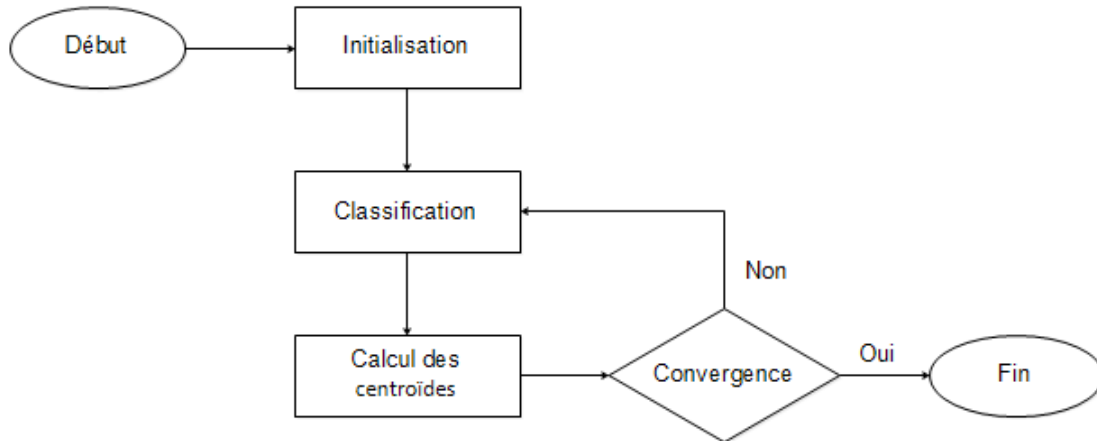 Début
Initialisation
Classification
Non
Calcul des
centroïdes
Convergence
Oui
Fin